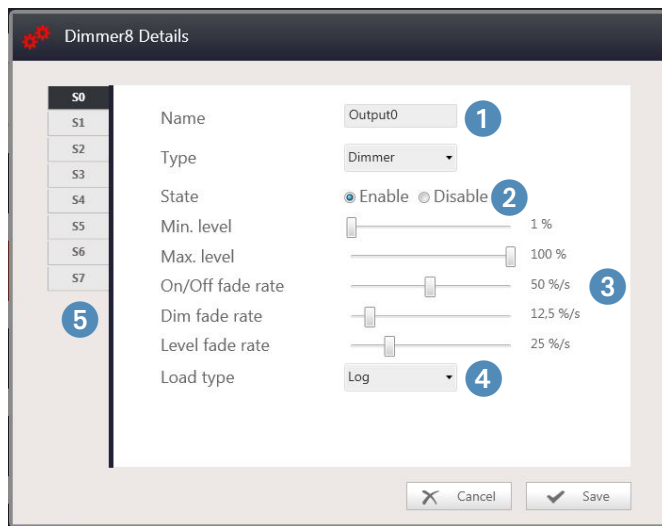 Dimmer8 Details
S0
S1
S2
S3
S4
S5
S6
S7
5
Name Output0 1
Type Dimmer
State Enable Disable 2
Min. level 1 %
Max. level 100 %
On/Off fade rate 50 %/s 3
Dim fade rate 12,5 %/s
Level fade rate 25 %/s
Load type Log 4
Cancel Save